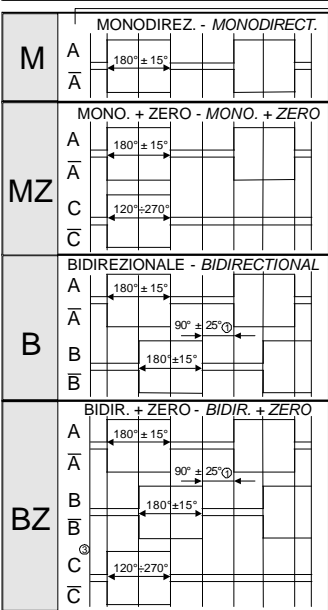 M
MONODIREZ. - MONODIRECT.
A
180° ± 15°
A̅
MZ
MONO. + ZERO - MONO. + ZERO
A
180° ± 15°
A̅
C
120°÷270°
C̅
B
BIDIREZIONALE - BIDIRECTIONAL
A
180° ± 15°
A̅
90° ± 25°①
B
180°±15°
B̅
BZ
BIDIR. + ZERO - BIDIR. + ZERO
A
180° ± 15°
A̅
90° ± 25°①
B
180°±15°
B̅
③
C
120°÷270°
C̅